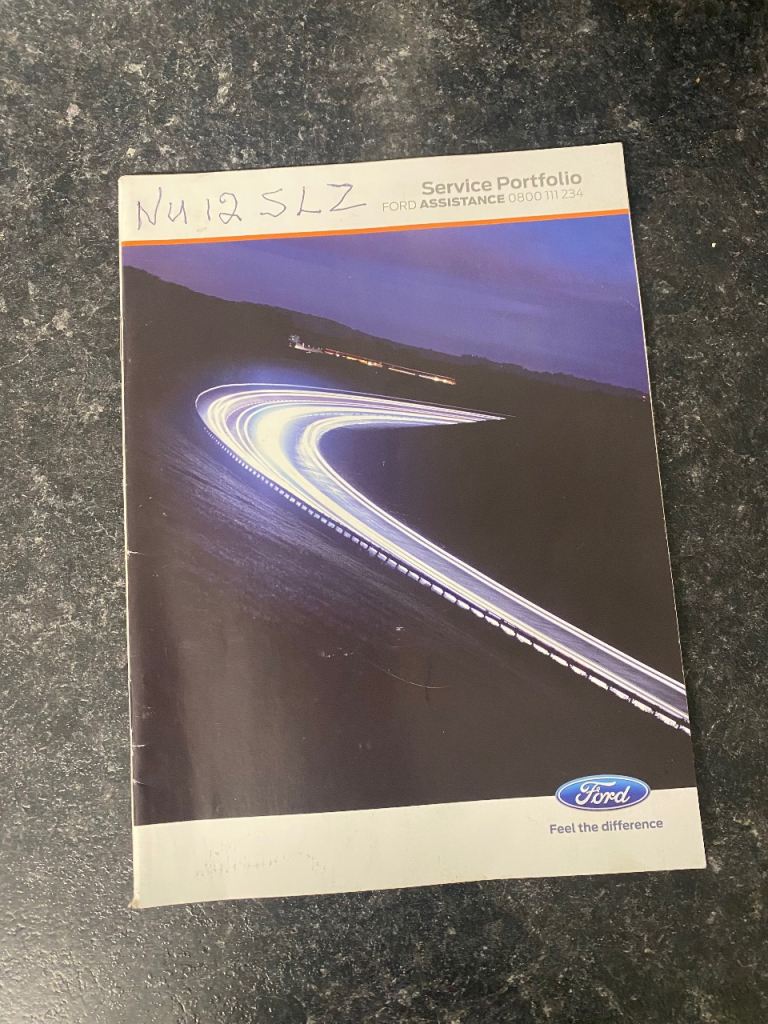 NU12 SLZ
Service Portfolio
FORD ASSISTANCE 0800 111 234
Ford
Feel the difference